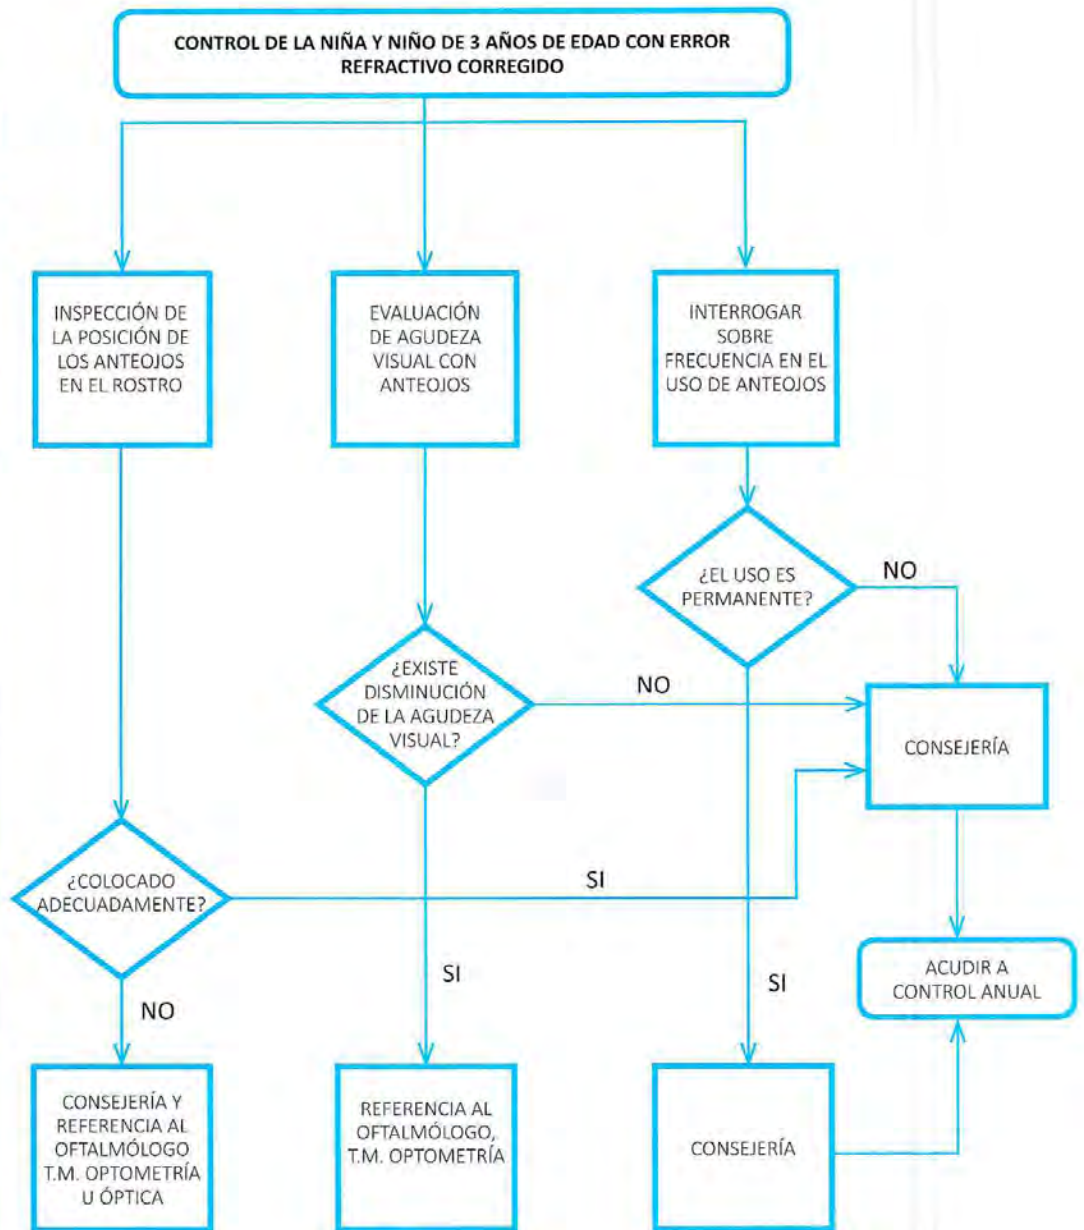 CONTROL DE LA NIÑA Y NIÑO DE 3 AÑOS DE EDAD CON ERROR
REFRACTIVO CORREGIDO
INSPECCIÓN DE
LA POSICIÓN DE
LOS ANTEOJOS
EN EL ROSTRO
EVALUACIÓN
DE AGUDEZA
VISUAL CON
ANTEOJOS
INTERROGAR
SOBRE
FRECUENCIA EN EL
USO DE ANTEOJOS
¿EL USO ES
PERMANENTE?
NO
¿EXISTE
DISMINUCIÓN
DE LA AGUDEZA
VISUAL?
NO
CONSEJERÍA
¿COLOCADO
ADECUADAMENTE?
SI
NO
SI
SI
ACUDIR A
CONTROL ANUAL
CONSEJERÍA Y
REFERENCIA AL
OFTALMÓLOGO
T.M. OPTOMETRÍA
U ÓPTICA
REFERENCIA AL
OFTALMÓLOGO,
T.M. OPTOMETRÍA
CONSEJERÍA